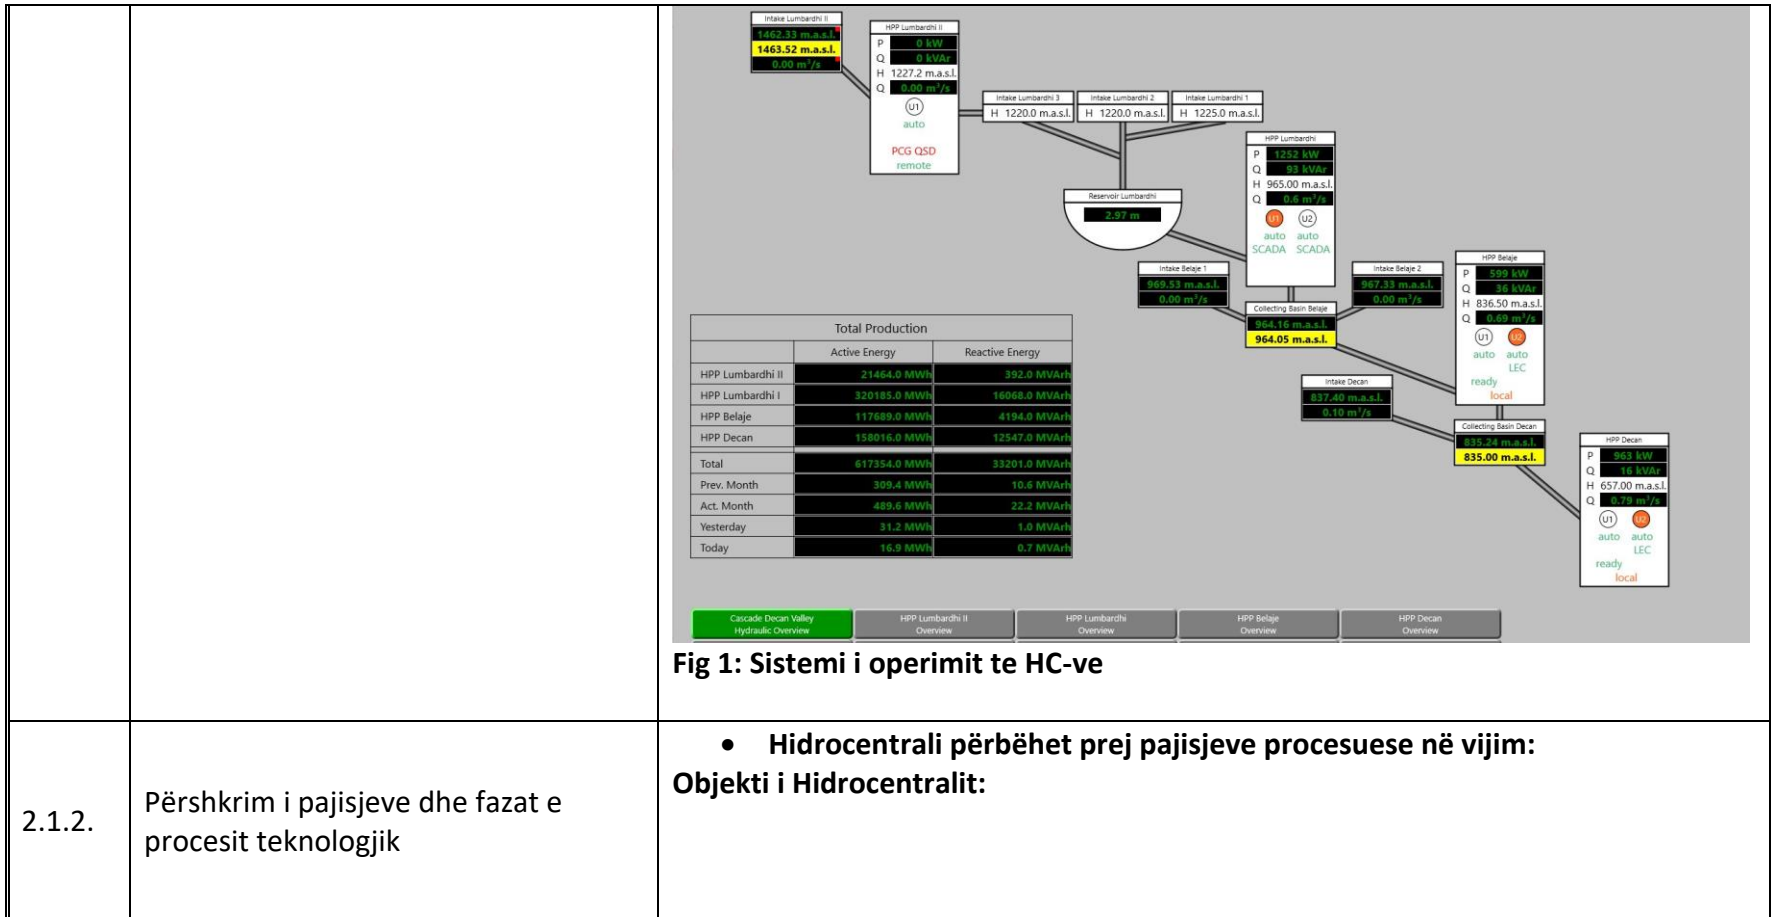 Intake Lumbardhi II
1462.33 m.a.s.l.
1463.52 m.a.s.l.
0.00 m³/s
HPP Lumbardhi II
P 0 kW
Q 0 kVAr
H 1227.2 m.a.s.l.
Q 0.00 m³/s
U1
auto
PCG QSD
remote
Intake Lumbardhi 3
H 1220.0 m.a.s.l.
Intake Lumbardhi 2
H 1220.0 m.a.s.l.
Intake Lumbardhi 1
H 1225.0 m.a.s.l.
HPP Lumbardhi
P 1252 kW
Q 93 kVAr
H 965.00 m.a.s.l.
Q 0.6 m³/s
U1 U2
auto auto
SCADA SCADA
Reservoir Lumbardhi
2.97 m
Intake Belaje 1
969.53 m.a.s.l.
0.00 m³/s
Intake Belaje 2
967.33 m.a.s.l.
0.00 m³/s
Collecting Basin Belaje
964.16 m.a.s.l.
964.05 m.a.s.l.
HPP Belaje
P 599 kW
Q 36 kVAr
H 836.50 m.a.s.l.
Q 0.69 m³/s
U1 U2
auto auto
LEC
ready
local
Intake Decan
837.40 m.a.s.l.
0.10 m³/s
Collecting Basin Decan
835.24 m.a.s.l.
835.00 m.a.s.l.
HPP Decan
P 963 kW
Q 16 kVAr
H 657.00 m.a.s.l.
Q 0.79 m³/s
U1 U2
auto auto
LEC
ready
local
Total Production
Active Energy Reactive Energy
HPP Lumbardhi II 21464.0 MWh 392.0 MVArh
HPP Lumbardhi I 320185.0 MWh 16068.0 MVArh
HPP Belaje 117689.0 MWh 4194.0 MVArh
HPP Decan 158016.0 MWh 12547.0 MVArh
Total 617354.0 MWh 33201.0 MVArh
Prev. Month 309.4 MWh 10.6 MVArh
Act. Month 489.6 MWh 22.2 MVArh
Yesterday 31.2 MWh 1.0 MVArh
Today 16.9 MWh 0.7 MVArh
Cascade Decan Valley
Hydraulic Overview
HPP Lumbardhi II
Overview
HPP Lumbardhi
Overview
HPP Belaje
Overview
HPP Decan
Overview
Fig 1: Sistemi i operimit te HC-ve
2.1.2.
Përshkrim i pajisjeve dhe fazat e
procesit teknologjik
• Hidrocentrali përbëhet prej pajisjeve procesuese në vijim:
Objekti i Hidrocentralit: